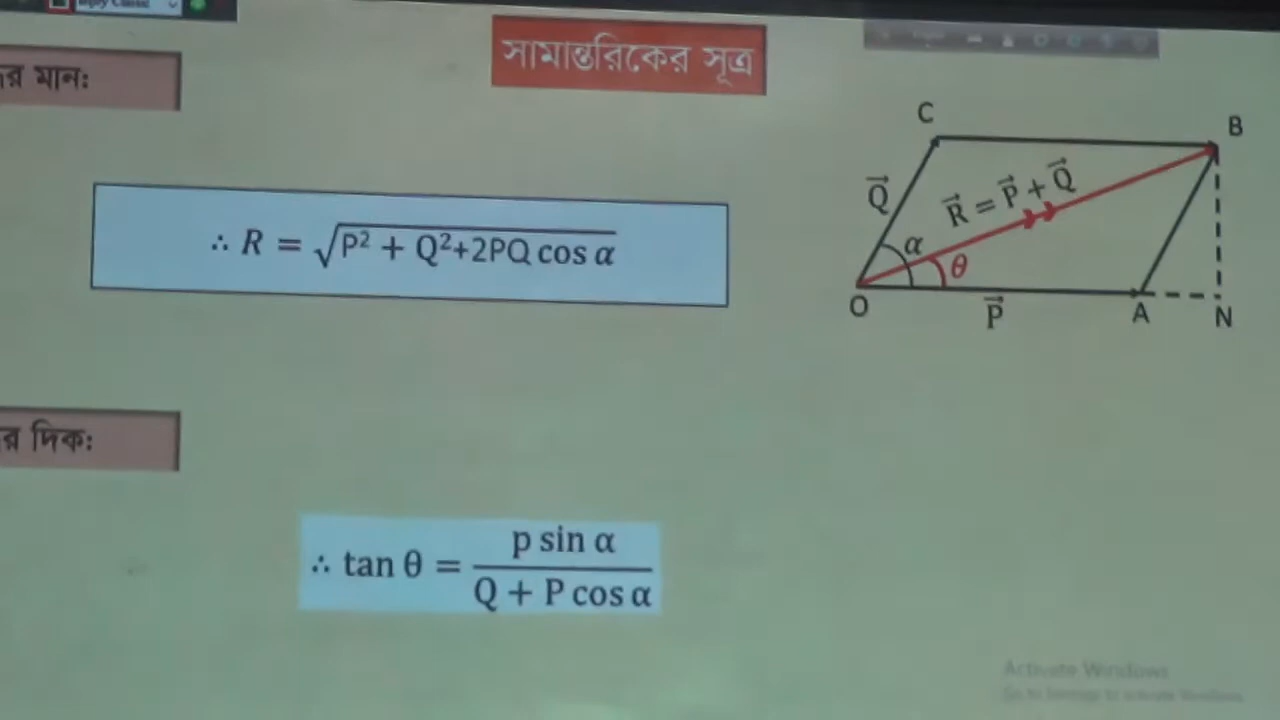 সামান্তরিকের সূত্র
র মান:
∴ R = √P² + Q²+2PQ cos α
C
B
Q⃗
R⃗ = P⃗ + Q⃗
α
θ
O
P⃗
A
N
র দিক:
∴ tan θ = p sin α / Q + P cos α
Activate Windows